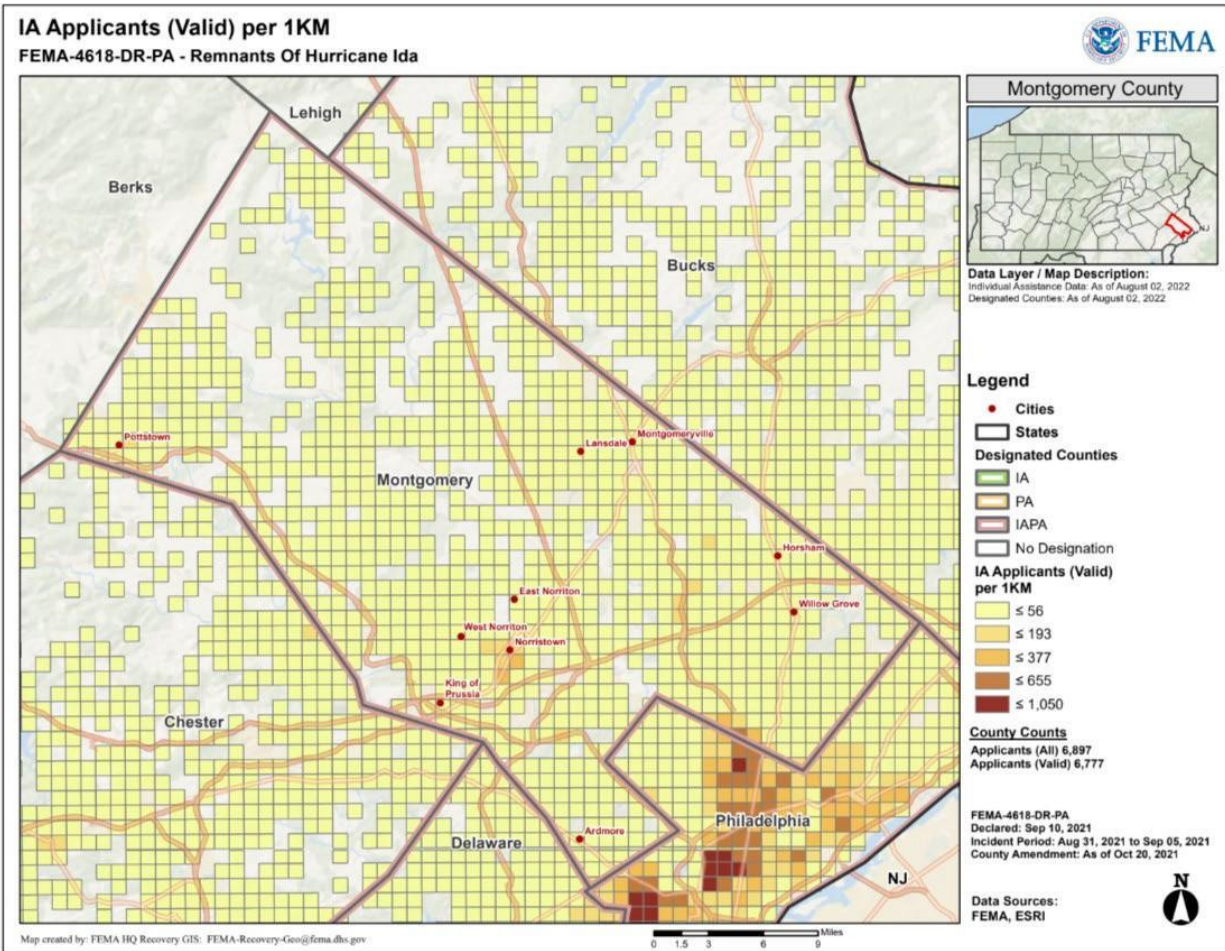 IA Applicants (Valid) per 1KM
FEMA-4618-DR-PA - Remnants Of Hurricane Ida
FEMA
Montgomery County
NJ
Data Layer / Map Description:
Individual Assistance Data: As of August 02, 2022
Designated Counties: As of August 02, 2022
Lehigh
Berks
Bucks
Pottstown
Montgomeryville
Lansdale
Montgomery
Horsham
East Norriton
Willow Grove
West Norriton
Norristown
King of
Prussia
Chester
Philadelphia
Ardmore
Delaware
NJ
Legend
Cities
States
Designated Counties
IA
PA
IAPA
No Designation
IA Applicants (Valid)
per 1KM
≤ 56
≤ 193
≤ 377
≤ 655
≤ 1,050
County Counts
Applicants (All) 6,897
Applicants (Valid) 6,777
FEMA-4618-DR-PA
Declared: Sep 10, 2021
Incident Period: Aug 31, 2021 to Sep 05, 2021
County Amendment: As of Oct 20, 2021
Data Sources:
FEMA, ESRI
N
Map created by: FEMA HQ Recovery GIS: FEMA-Recovery-Geo@fema.dhs.gov
Miles
0 1.5 3 6 9